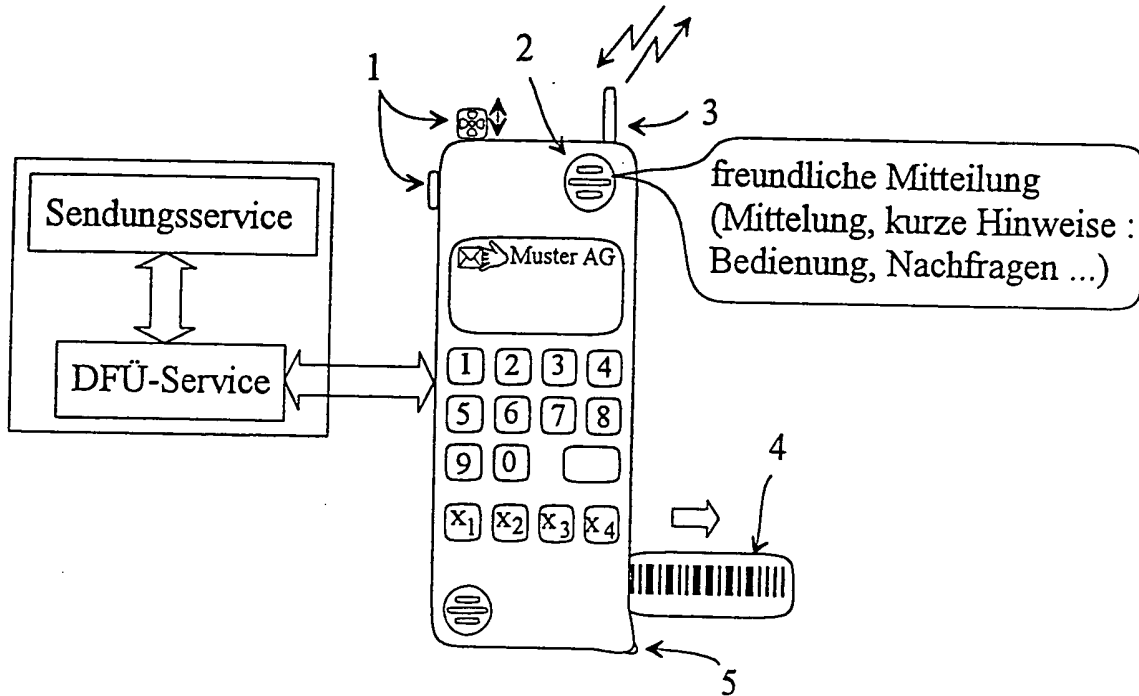 1
2
3
Sendungsservice
DFÜ-Service
freundliche Mitteilung
(Mittelung, kurze Hinweise :
Bedienung, Nachfragen ...)
Muster AG
1 2 3 4
5 6 7 8
9 0
x1 x2 x3 x4
4
5